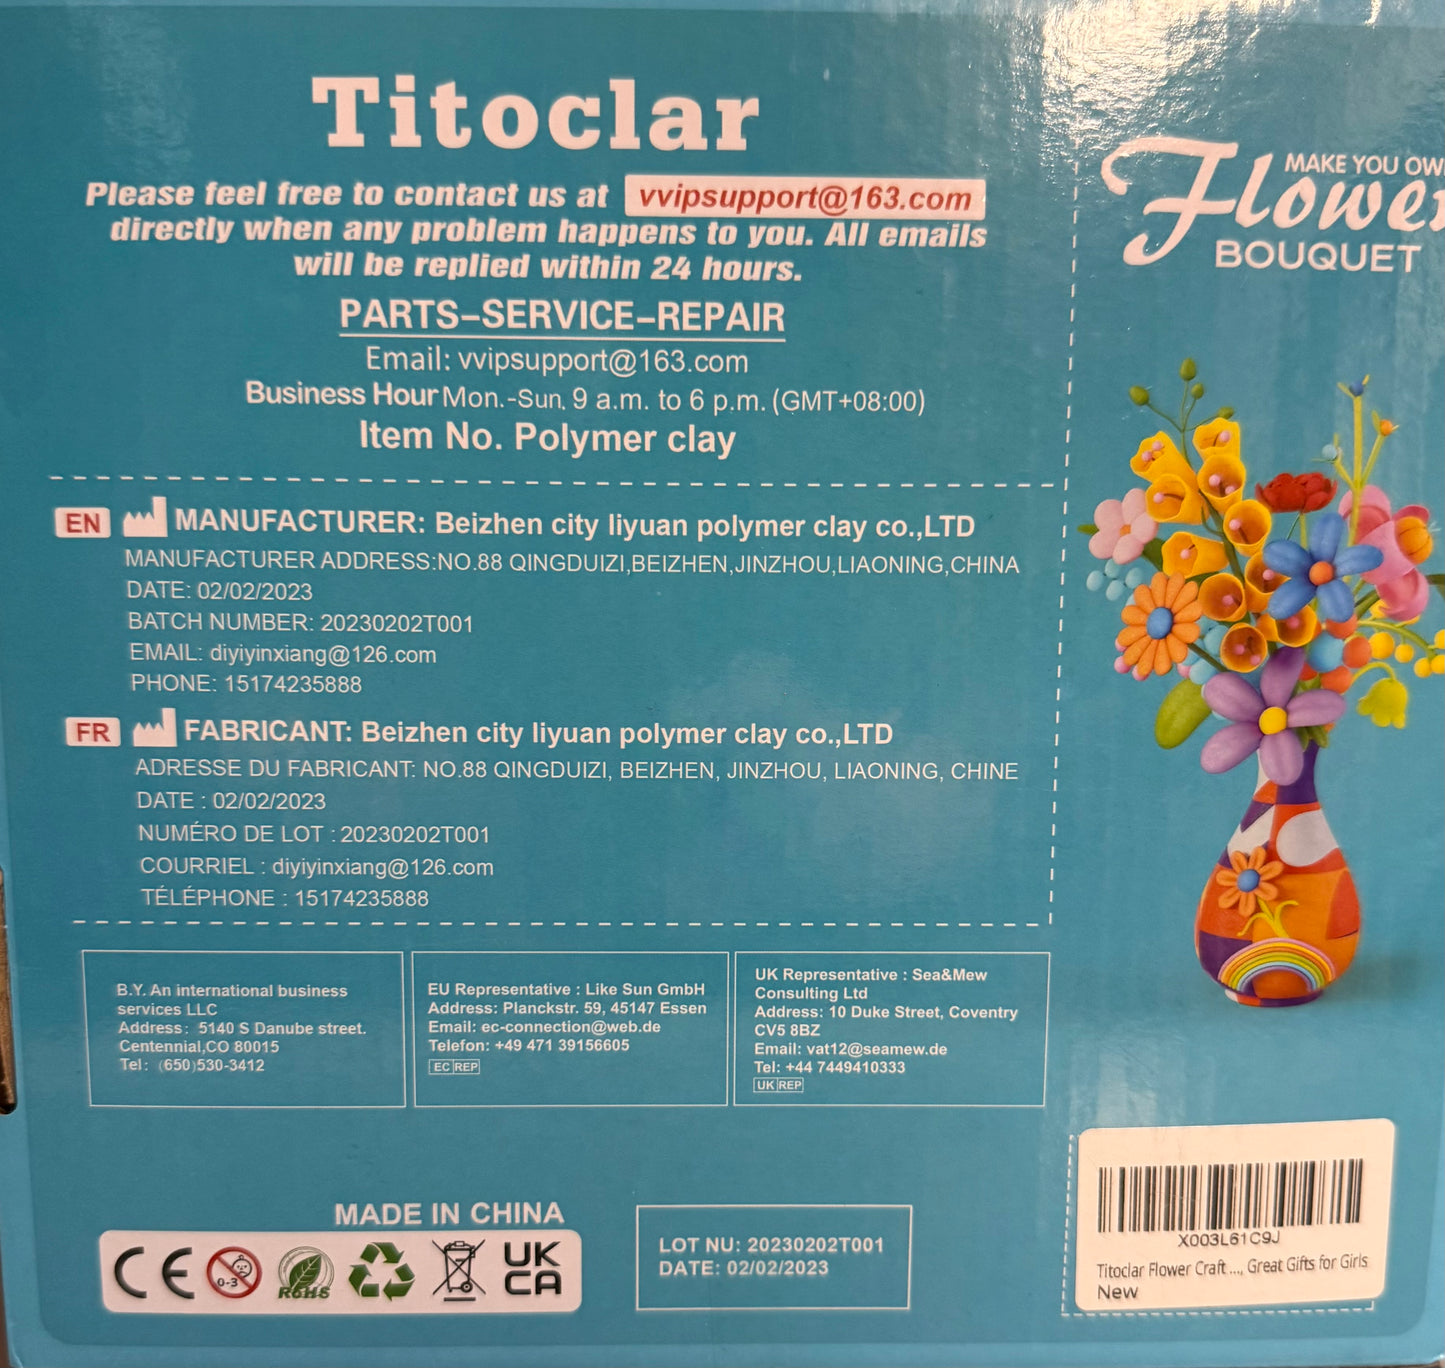 Titoclar
Please feel free to contact us at vvipsupport@163.com
directly when any problem happens to you. All emails
will be replied within 24 hours.
PARTS-SERVICE-REPAIR
Email: vvipsupport@163.com
Business Hour Mon.-Sun. 9 a.m. to 6 p.m. (GMT+08:00)
Item No. Polymer clay
EN MANUFACTURER: Beizhen city liyuan polymer clay co.,LTD
MANUFACTURER ADDRESS:NO.88 QINGDUIZI,BEIZHEN,JINZHOU,LIAONING,CHINA
DATE: 02/02/2023
BATCH NUMBER: 20230202T001
EMAIL: diyiyinxiang@126.com
PHONE: 15174235888
FR FABRICANT: Beizhen city liyuan polymer clay co.,LTD
ADRESSE DU FABRICANT: NO.88 QINGDUIZI, BEIZHEN, JINZHOU, LIAONING, CHINE
DATE : 02/02/2023
NUMÉRO DE LOT : 20230202T001
COURRIEL : diyiyinxiang@126.com
TÉLÉPHONE : 15174235888
B.Y. An international business
services LLC
Address: 5140 S Danube street.
Centennial,CO 80015
Tel: (650)530-3412
EU Representative : Like Sun GmbH
Address: Planckstr. 59, 45147 Essen
Email: ec-connection@web.de
Telefon: +49 471 39156605
EC REP
UK Representative : Sea&Mew
Consulting Ltd
Address: 10 Duke Street, Coventry
CV5 8BZ
Email: vat12@seamew.de
Tel: +44 7449410333
UK REP
MADE IN CHINA
CE
0-3
RoHS
UK
CA
LOT NU: 20230202T001
DATE: 02/02/2023
MAKE YOU OW
Flower
BOUQUET
X003L61C9J
Titoclar Flower Craft ..., Great Gifts for Girls
New